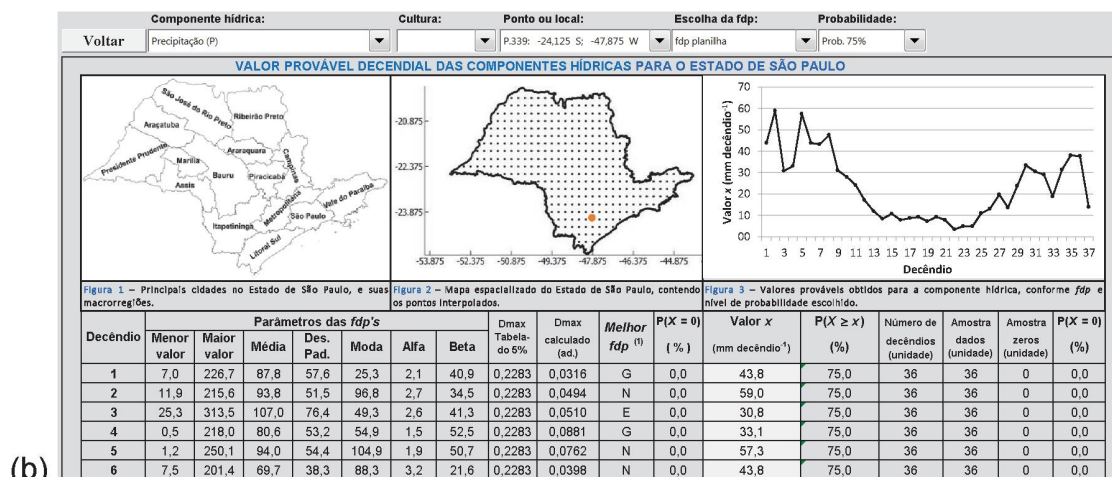 Componente hídrica: Cultura: Ponto ou local: Escolha da fdp: Probabilidade:
Voltar Precipitação (P) P.339: -24,125 S; -47,875 W fdp planilha Prob. 75%
VALOR PROVÁVEL DECENDIAL DAS COMPONENTES HÍDRICAS PARA O ESTADO DE SÃO PAULO
São José do Rio Preto
Ribeirão Preto
Araçatuba
Presidente Prudente
Marília
Araraquara
Campinas
Assis
Bauru
Piracicaba
Metropolitana
São Paulo
Vale do Paraíba
Itapetininga
Litoral Sul
-20.875
-22.375
-23.875
-53.875 -52.375 -50.875 -49.375 -47.875 -46.375 -44.875
Valor x (mm decêndio⁻¹)
70
60
50
40
30
20
10
00
1 3 5 7 9 11 13 15 17 19 21 23 25 27 29 31 33 35 37
Decêndio
Figura 1 – Principais cidades no Estado de São Paulo, e suas
macrorregiões.
Figura 2 – Mapa espacializado do Estado de São Paulo, contendo
os pontos interpolados.
Figura 3 – Valores prováveis obtidos para a componente hídrica, conforme fdp e
nível de probabilidade escolhido.
Decêndio Parâmetros das fdp's Dmax Tabela-do 5% Dmax calculado (ad.) Melhor fdp (1) P(X = 0) ( % ) Valor x (mm decêndio⁻¹) P(X ≥ x) (%) Número de decêndios (unidade) Amostra dados (unidade) Amostra zeros (unidade) P(X = 0) (%)
Menor valor Maior valor Média Des. Pad. Moda Alfa Beta
1 7,0 226,7 87,8 57,6 25,3 2,1 40,9 0,2283 0,0316 G 0,0 43,8 75,0 36 36 0 0,0
2 11,9 215,6 93,8 51,5 96,8 2,7 34,5 0,2283 0,0494 N 0,0 59,0 75,0 36 36 0 0,0
3 25,3 313,5 107,0 76,4 49,3 2,6 41,3 0,2283 0,0510 E 0,0 30,8 75,0 36 36 0 0,0
4 0,5 218,0 80,6 53,2 54,9 1,5 52,5 0,2283 0,0881 G 0,0 33,1 75,0 36 36 0 0,0
5 1,2 250,1 94,0 54,4 104,9 1,9 50,7 0,2283 0,0762 N 0,0 57,3 75,0 36 36 0 0,0
6 7,5 201,4 69,7 38,3 88,3 3,2 21,6 0,2283 0,0398 N 0,0 43,8 75,0 36 36 0 0,0
(b)